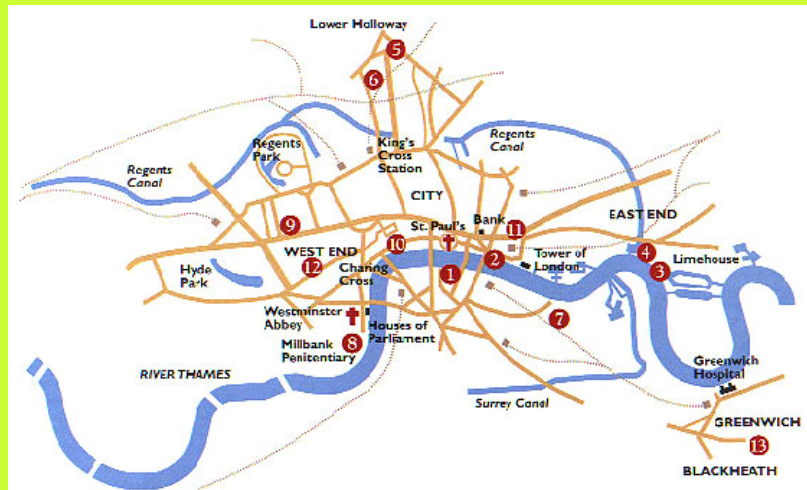 Lower Holloway
5
6
Regents
Park
King's
Cross
Station
Regents
Canal
Regents
Canal
CITY
9
St. Paul's
Bank
11
EAST END
WEST END
10
12
Charing
Cross
1
2
Tower of
London
4
3
Limehouse
Hyde
Park
Westminster
Abbey
Houses of
Parliament
7
8
Millbank
Penitentiary
RIVER THAMES
Surrey Canal
Greenwich
Hospital
GREENWICH
13
BLACKHEATH